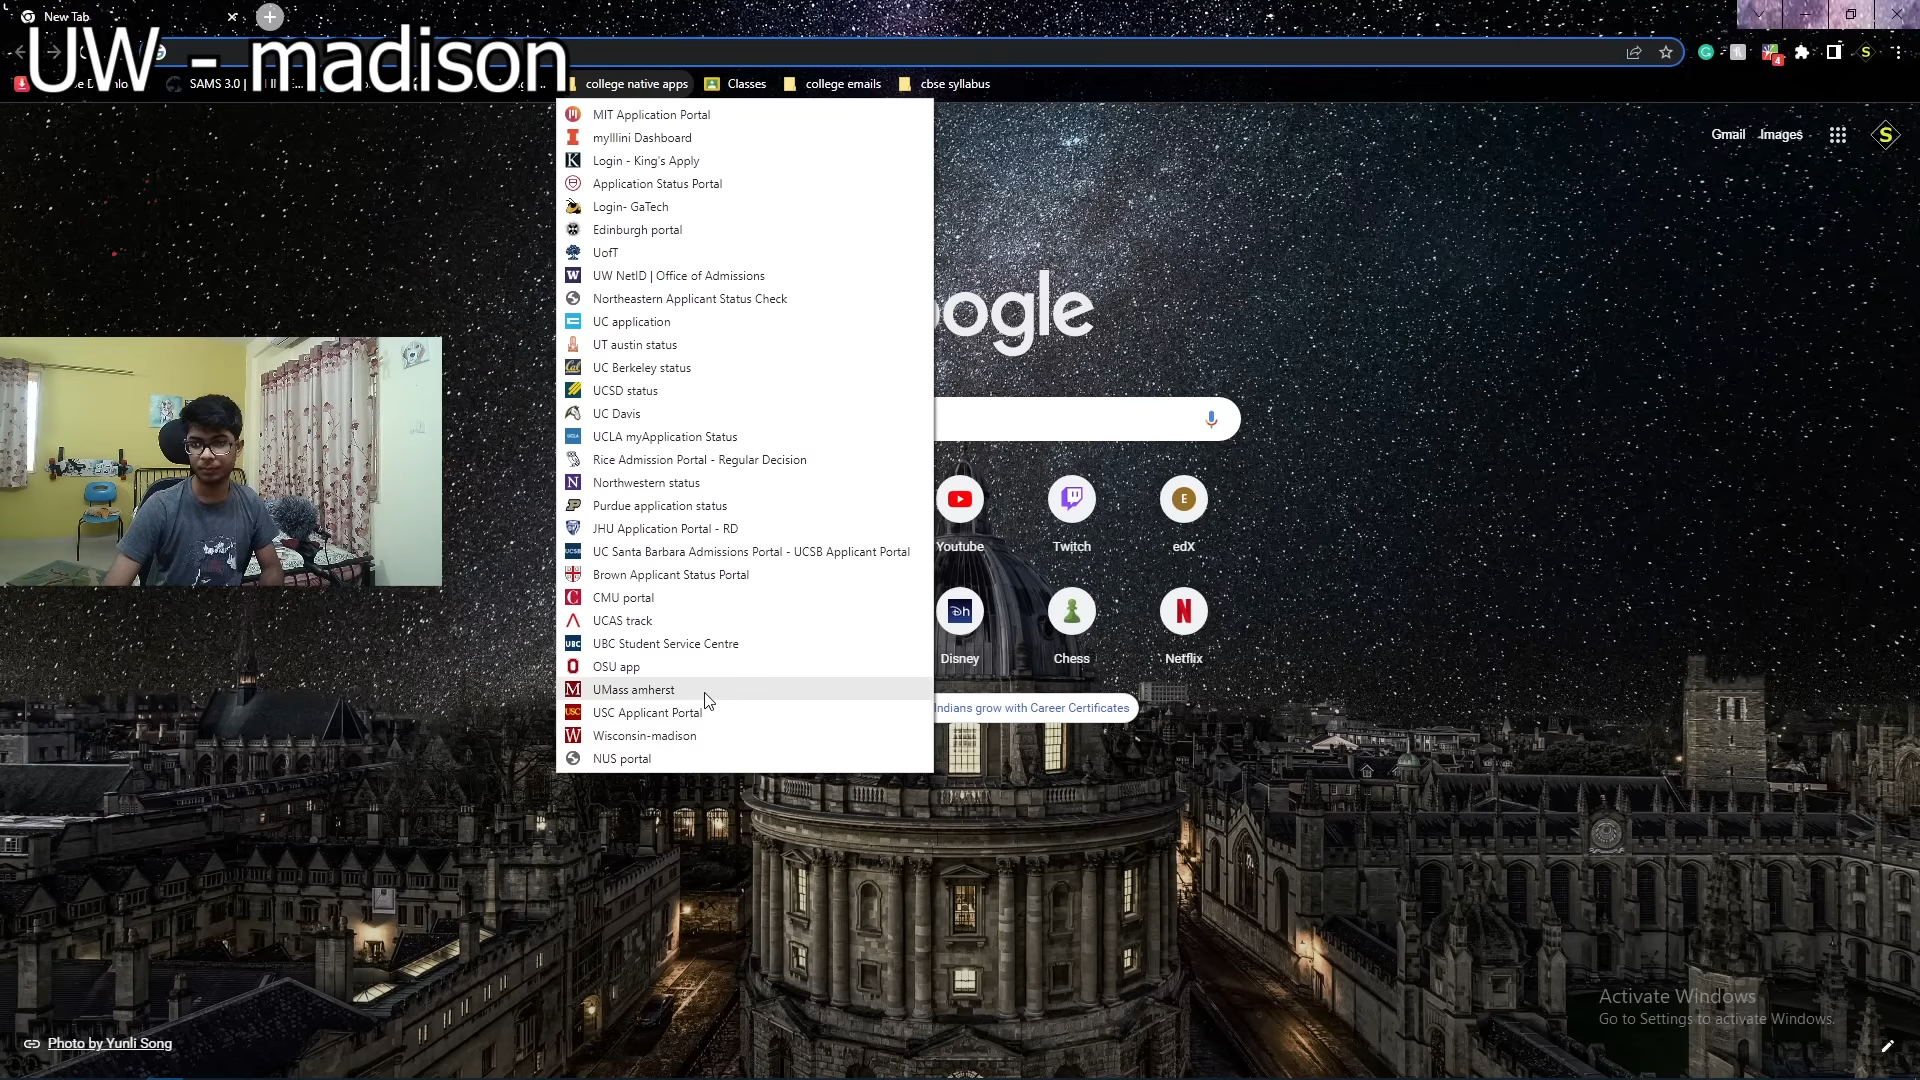 New Tab
UW - madison
SAMS 3.0 |
college native apps
Classes
college emails
cbse syllabus
Gmail
Images
S
MIT Application Portal
myIllini Dashboard
Login - King's Apply
Application Status Portal
Login- GaTech
Edinburgh portal
UofT
UW NetID | Office of Admissions
Northeastern Applicant Status Check
UC application
UT austin status
UC Berkeley status
UCSD status
UC Davis
UCLA myApplication Status
Rice Admission Portal - Regular Decision
Northwestern status
Purdue application status
JHU Application Portal - RD
UC Santa Barbara Admissions Portal - UCSB Applicant Portal
Brown Applicant Status Portal
CMU portal
UCAS track
UBC Student Service Centre
OSU app
UMass amherst
USC Applicant Portal
Wisconsin-madison
NUS portal
ogle
E
Youtube
Twitch
edX
N
Disney
Chess
Netflix
Indians grow with Career Certificates
Activate Windows
Go to Settings to activate Windows.
Photo by Yunli Song